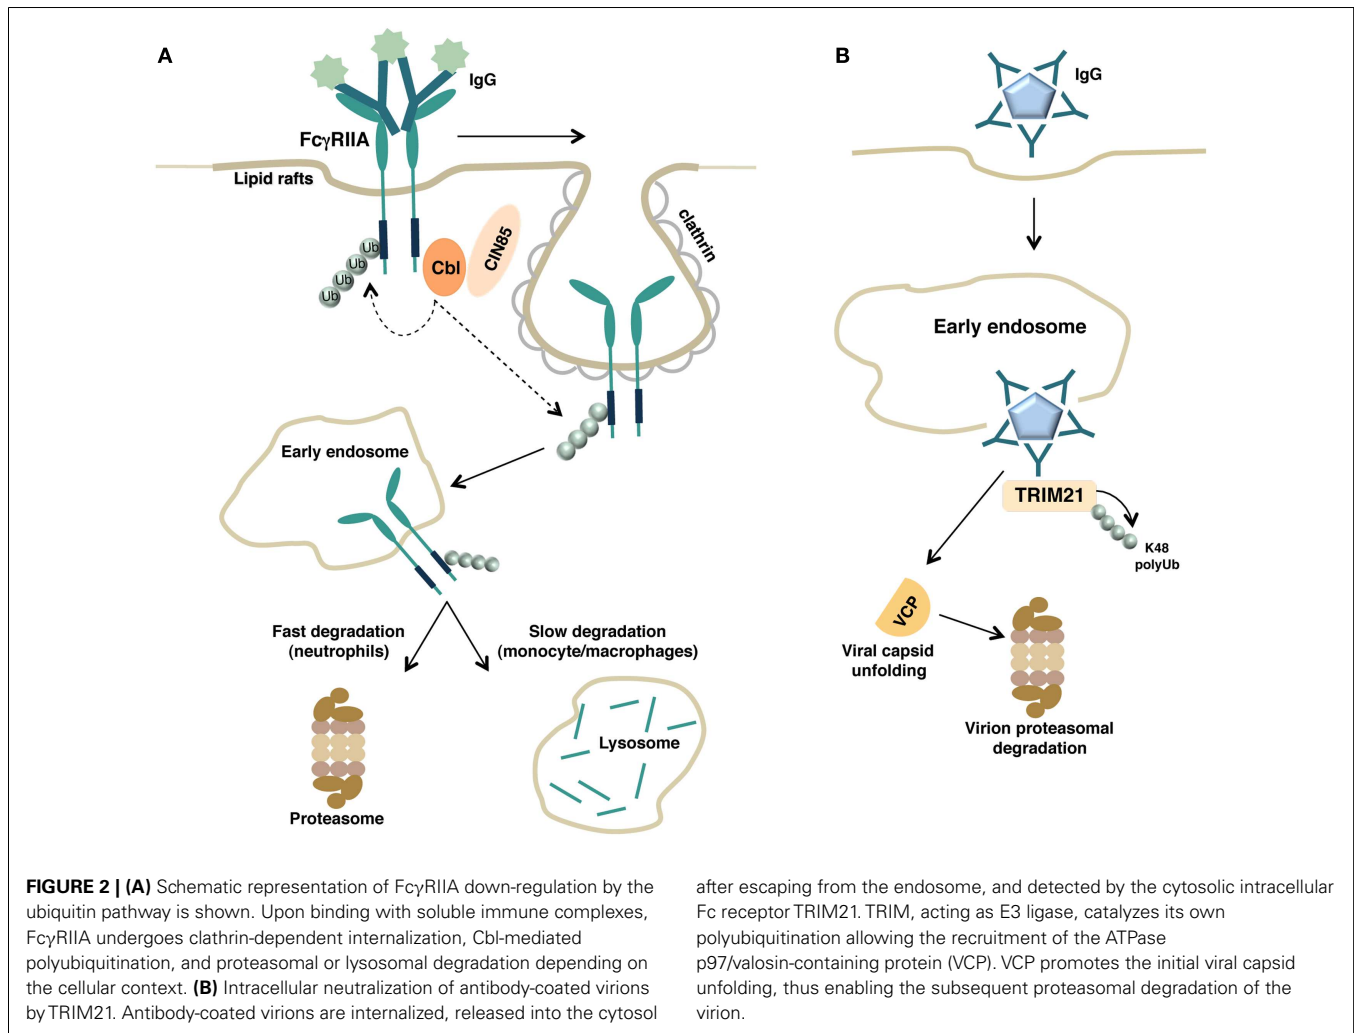 A
IgG
FcγRIIA
Lipid rafts
Ub
Ub
Ub
Ub
Cbl
CIN85
clathrin
Early endosome
Fast degradation
(neutrophils)
Slow degradation
(monocyte/macrophages)
Proteasome
Lysosome
B
IgG
Early endosome
TRIM21
K48
polyUb
VCP
Viral capsid
unfolding
Virion proteasomal
degradation
FIGURE 2 | (A) Schematic representation of FcγRIIA down-regulation by the
ubiquitin pathway is shown. Upon binding with soluble immune complexes,
FcγRIIA undergoes clathrin-dependent internalization, Cbl-mediated
polyubiquitination, and proteasomal or lysosomal degradation depending on
the cellular context. (B) Intracellular neutralization of antibody-coated virions
by TRIM21. Antibody-coated virions are internalized, released into the cytosol
after escaping from the endosome, and detected by the cytosolic intracellular
Fc receptor TRIM21. TRIM, acting as E3 ligase, catalyzes its own
polyubiquitination allowing the recruitment of the ATPase
p97/valosin-containing protein (VCP). VCP promotes the initial viral capsid
unfolding, thus enabling the subsequent proteasomal degradation of the
virion.